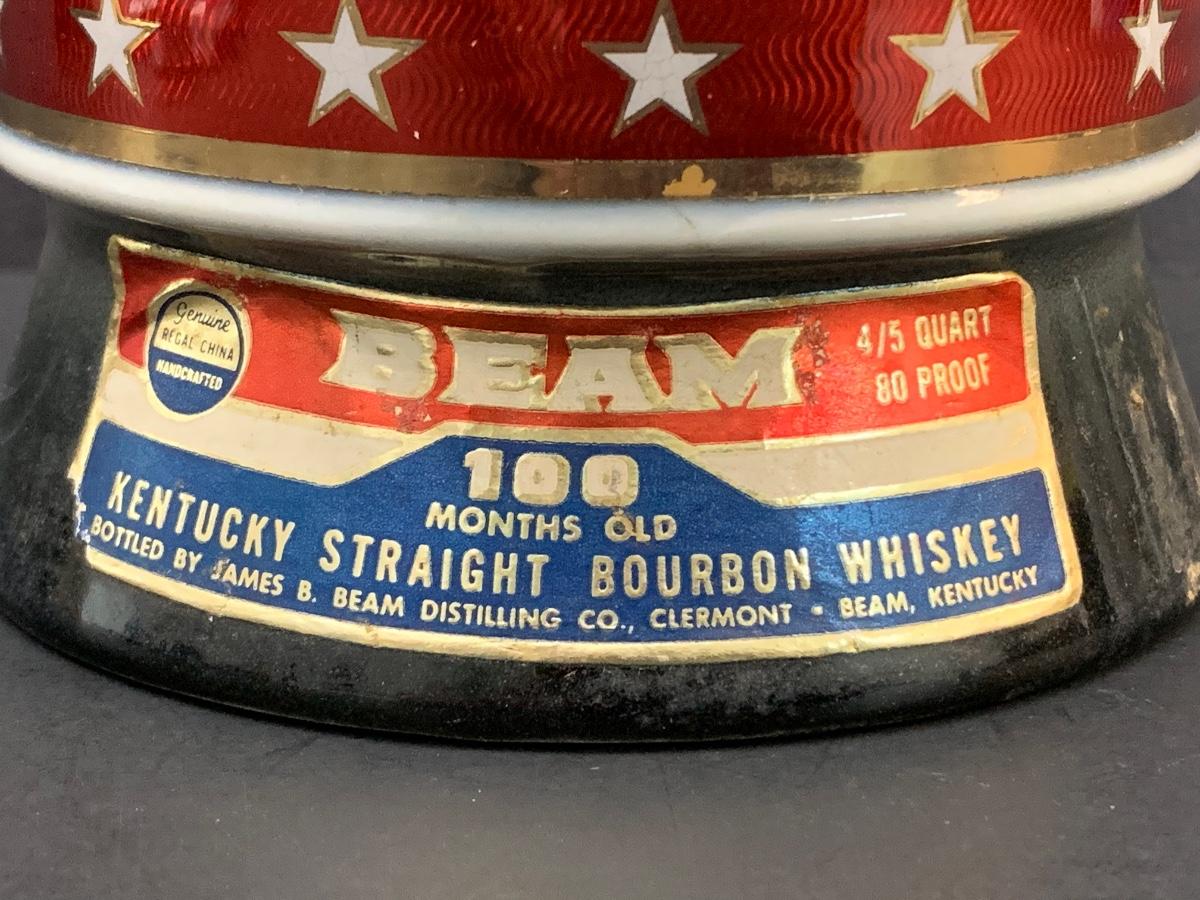 Genuine
REGAL CHINA
HANDCRAFTED
BEAM
4/5 QUART
80 PROOF
100
MONTHS OLD
KENTUCKY STRAIGHT BOURBON WHISKEY
BOTTLED BY JAMES B. BEAM DISTILLING CO., CLERMONT • BEAM, KENTUCKY